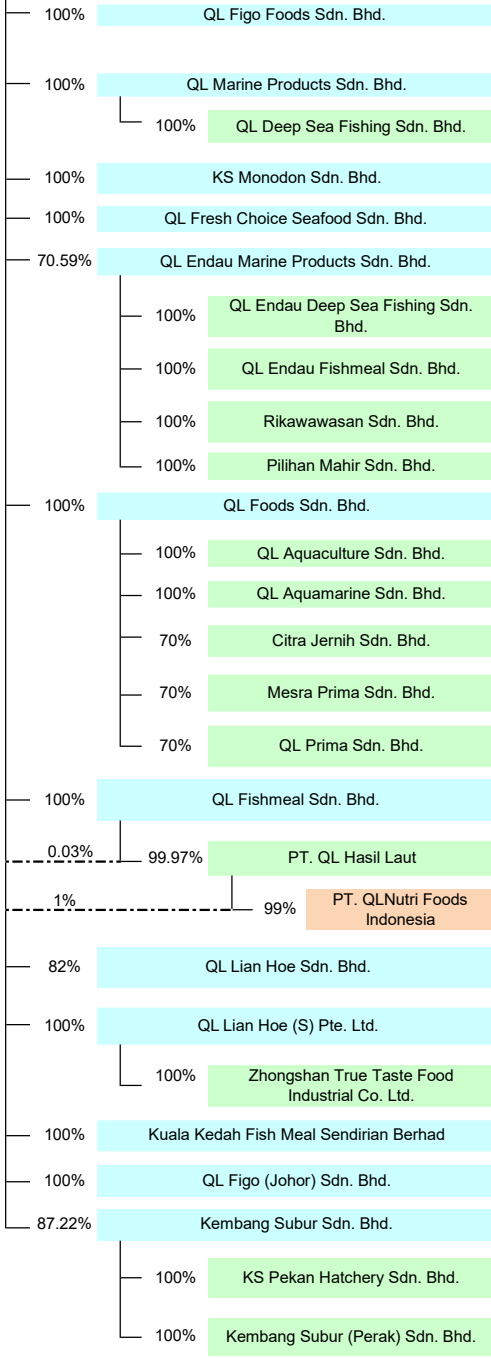 100% QL Figo Foods Sdn. Bhd.
100% QL Marine Products Sdn. Bhd.
100% QL Deep Sea Fishing Sdn. Bhd.
100% KS Monodon Sdn. Bhd.
100% QL Fresh Choice Seafood Sdn. Bhd.
70.59% QL Endau Marine Products Sdn. Bhd.
100% QL Endau Deep Sea Fishing Sdn.
Bhd.
100% QL Endau Fishmeal Sdn. Bhd.
100% Rikawawasan Sdn. Bhd.
100% Pilihan Mahir Sdn. Bhd.
100% QL Foods Sdn. Bhd.
100% QL Aquaculture Sdn. Bhd.
100% QL Aquamarine Sdn. Bhd.
70% Citra Jernih Sdn. Bhd.
70% Mesra Prima Sdn. Bhd.
70% QL Prima Sdn. Bhd.
100% QL Fishmeal Sdn. Bhd.
0.03% 99.97% PT. QL Hasil Laut
1% 99% PT. QLNutri Foods
Indonesia
82% QL Lian Hoe Sdn. Bhd.
100% QL Lian Hoe (S) Pte. Ltd.
100% Zhongshan True Taste Food
Industrial Co. Ltd.
100% Kuala Kedah Fish Meal Sendirian Berhad
100% QL Figo (Johor) Sdn. Bhd.
87.22% Kembang Subur Sdn. Bhd.
100% KS Pekan Hatchery Sdn. Bhd.
100% Kembang Subur (Perak) Sdn. Bhd.